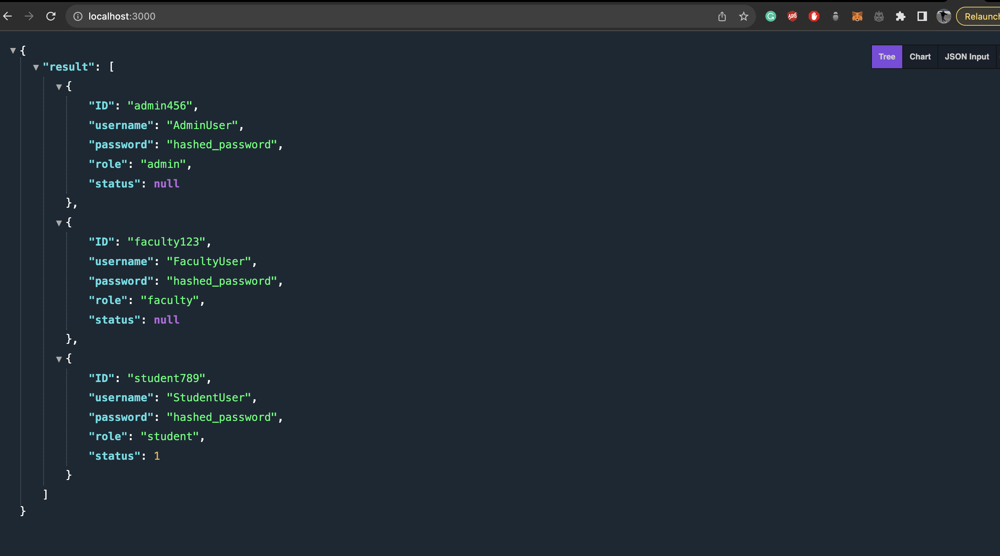 localhost:3000
ABB
G
Relaunch
Tree Chart JSON Input
{
"result": [
{
"ID": "admin456",
"username": "AdminUser",
"password": "hashed_password",
"role": "admin",
"status": null
},
{
"ID": "faculty123",
"username": "FacultyUser",
"password": "hashed_password",
"role": "faculty",
"status": null
},
{
"ID": "student789",
"username": "StudentUser",
"password": "hashed_password",
"role": "student",
"status": 1
}
]
}